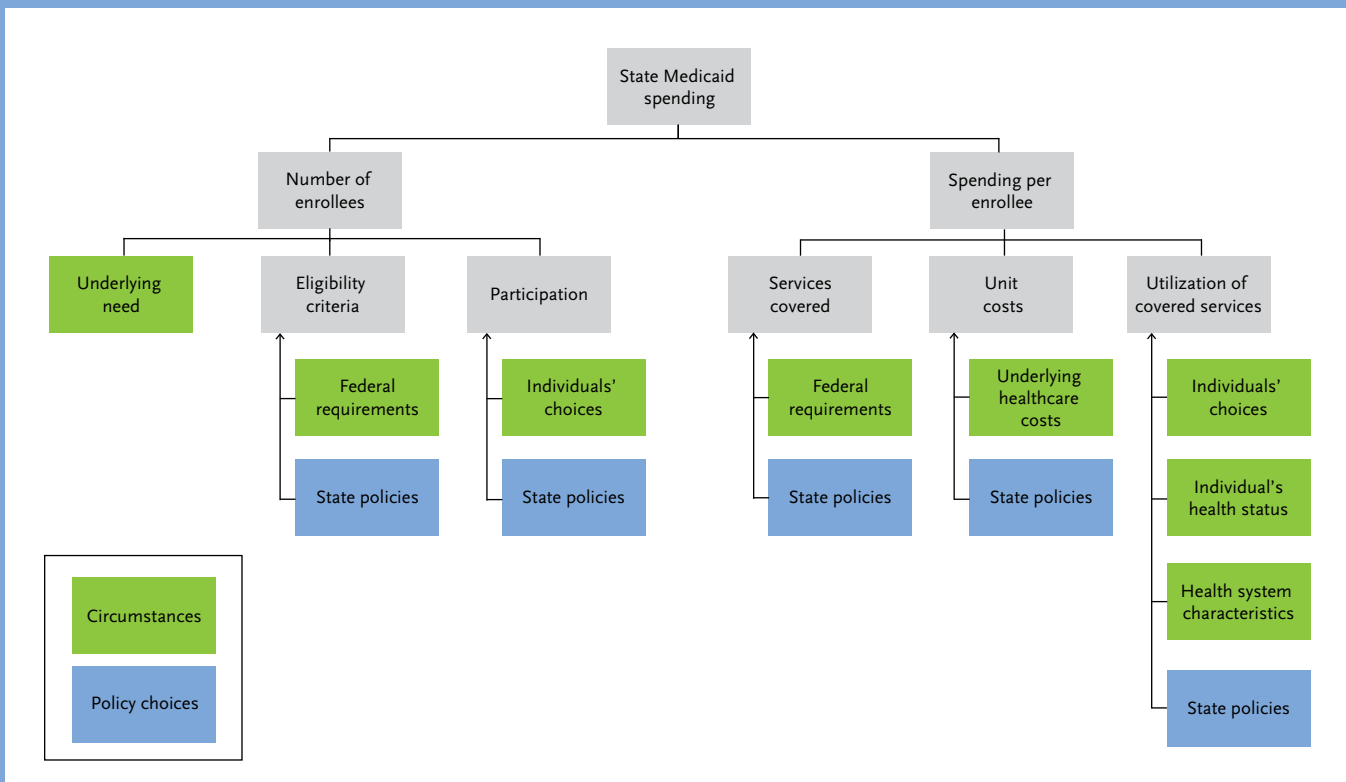 State Medicaid
spending
Number of
enrollees
Spending per
enrollee
Underlying
need
Eligibility
criteria
Participation
Services
covered
Unit
costs
Utilization of
covered services
Federal
requirements
Individuals'
choices
Federal
requirements
Underlying
healthcare
costs
Individuals'
choices
State policies
State policies
State policies
State policies
Individual's
health status
Health system
characteristics
State policies
Circumstances
Policy choices